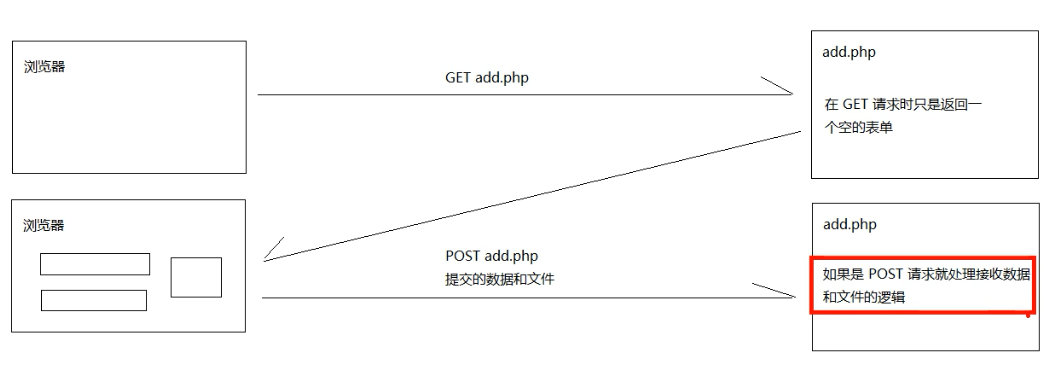 浏览器
GET add.php
add.php
在 GET 请求时只是返回一
个空的表单
浏览器
POST add.php
提交的数据和文件
add.php
如果是 POST 请求就处理接收数据
和文件的逻辑